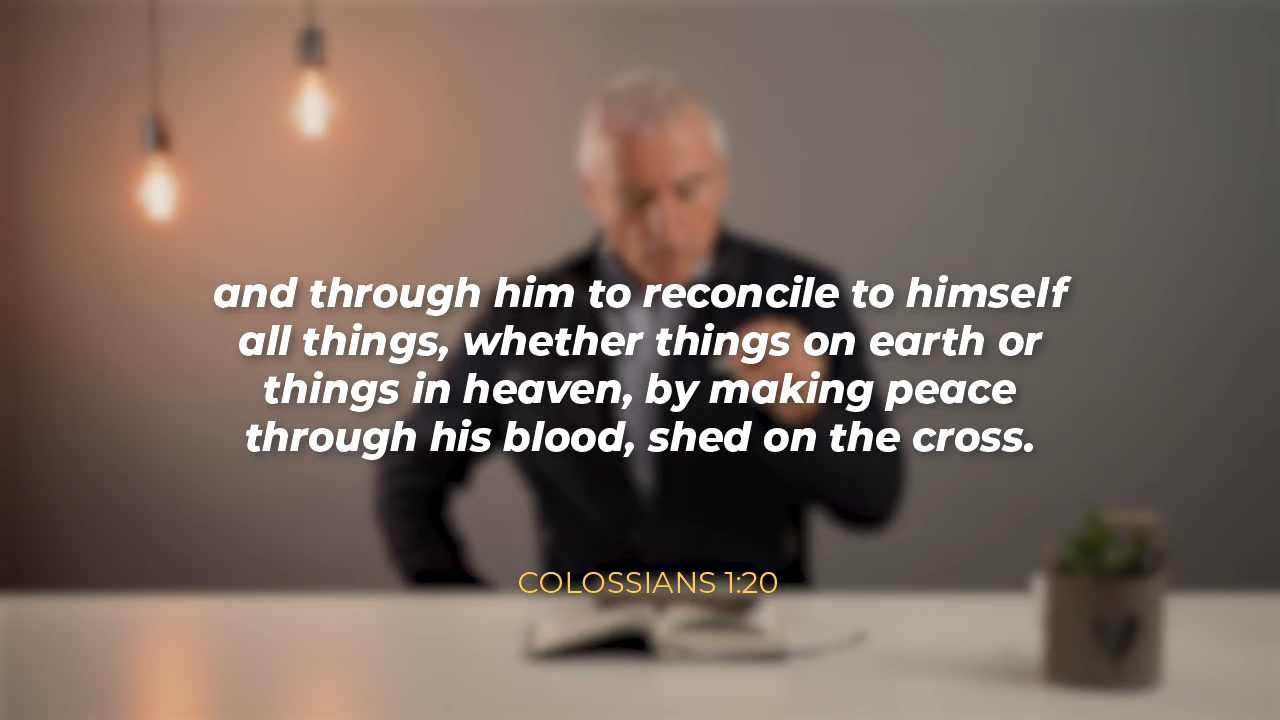 and through him to reconcile to himself
all things, whether things on earth or
things in heaven, by making peace
through his blood, shed on the cross.
COLOSSIANS 1:20